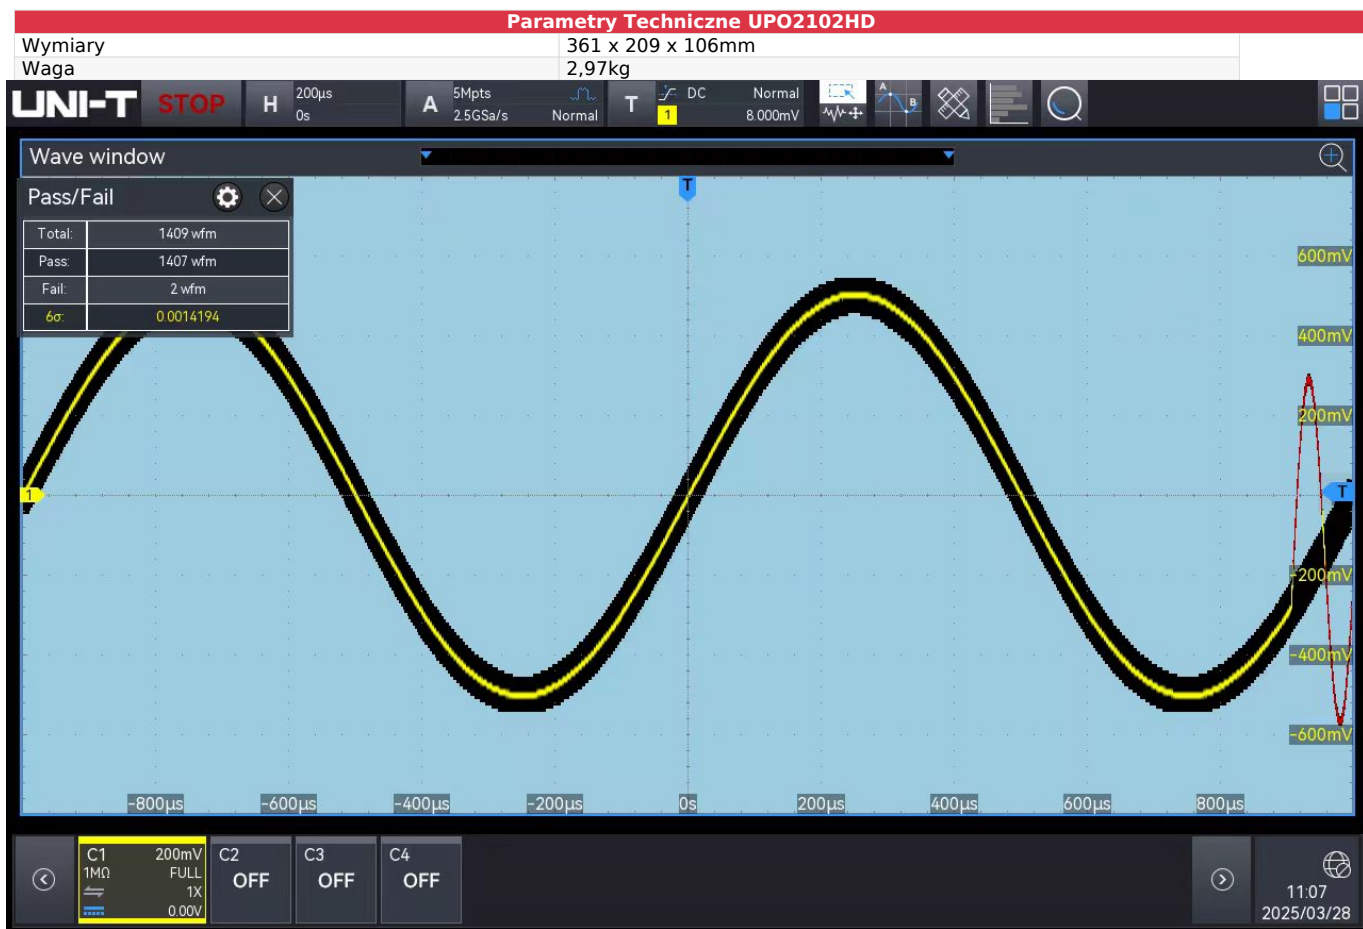 Parametry Techniczne UPO2102HD
Wymiary 361 x 209 x 106mm
Waga 2,97kg
UNI-T STOP H 200µs 0s A 5Mpts 2.5GSa/s Normal T 1 DC Normal 8.000mV A B
Wave window
T
Pass/Fail
Total: 1409 wfm
Pass: 1407 wfm
Fail: 2 wfm
6σ: 0.0014194
600mV
400mV
200mV
1
T
-200mV
-400mV
-600mV
-800µs -600µs -400µs -200µs 0s 200µs 400µs 600µs 800µs
C1 200mV
1MΩ FULL
1X
0.00V
C2 OFF
C3 OFF
C4 OFF
11:07
2025/03/28